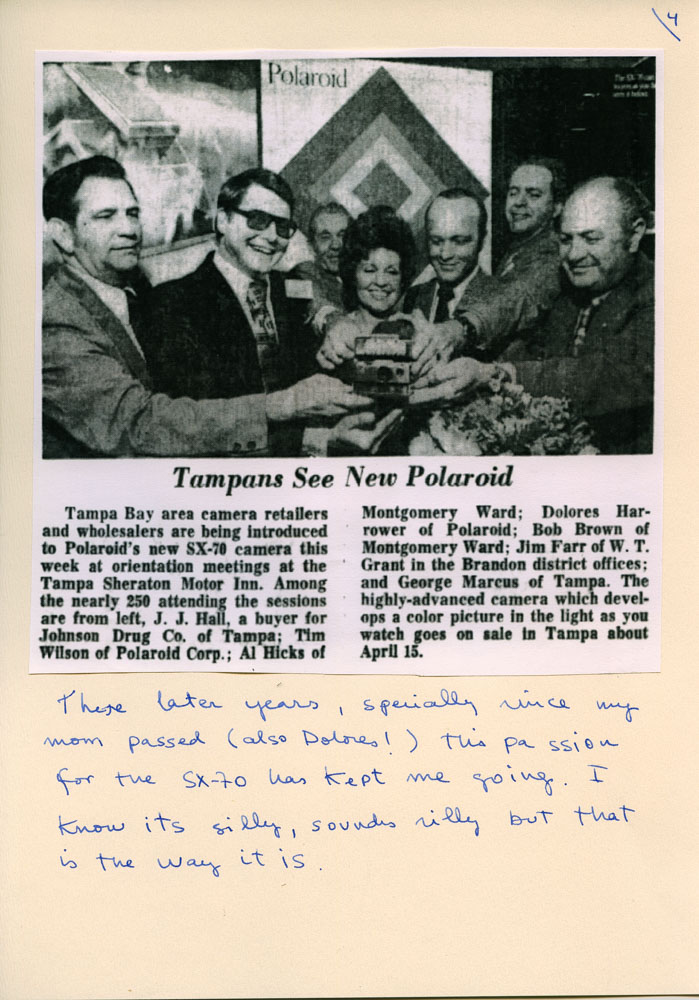 4
Polaroid
Tampans See New Polaroid
Tampa Bay area camera retailers
and wholesalers are being introduced
to Polaroid's new SX-70 camera this
week at orientation meetings at the
Tampa Sheraton Motor Inn. Among
the nearly 250 attending the sessions
are from left, J. J. Hall, a buyer for
Johnson Drug Co. of Tampa; Tim
Wilson of Polaroid Corp.; Al Hicks of
Montgomery Ward; Dolores Har-
rower of Polaroid; Bob Brown of
Montgomery Ward; Jim Farr of W. T.
Grant in the Brandon district offices;
and George Marcus of Tampa. The
highly-advanced camera which devel-
ops a color picture in the light as you
watch goes on sale in Tampa about
April 15.
These later years, specially since my
mom passed (also Dolores!) this passion
for the SX-70 has kept me going. I
know its silly, sounds silly but that
is the way it is.